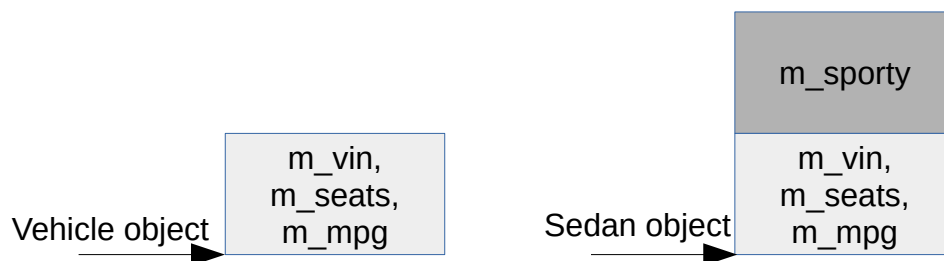 m_sporty
m_vin,
m_seats,
m_mpg
Vehicle object
m_vin,
m_seats,
m_mpg
Sedan object